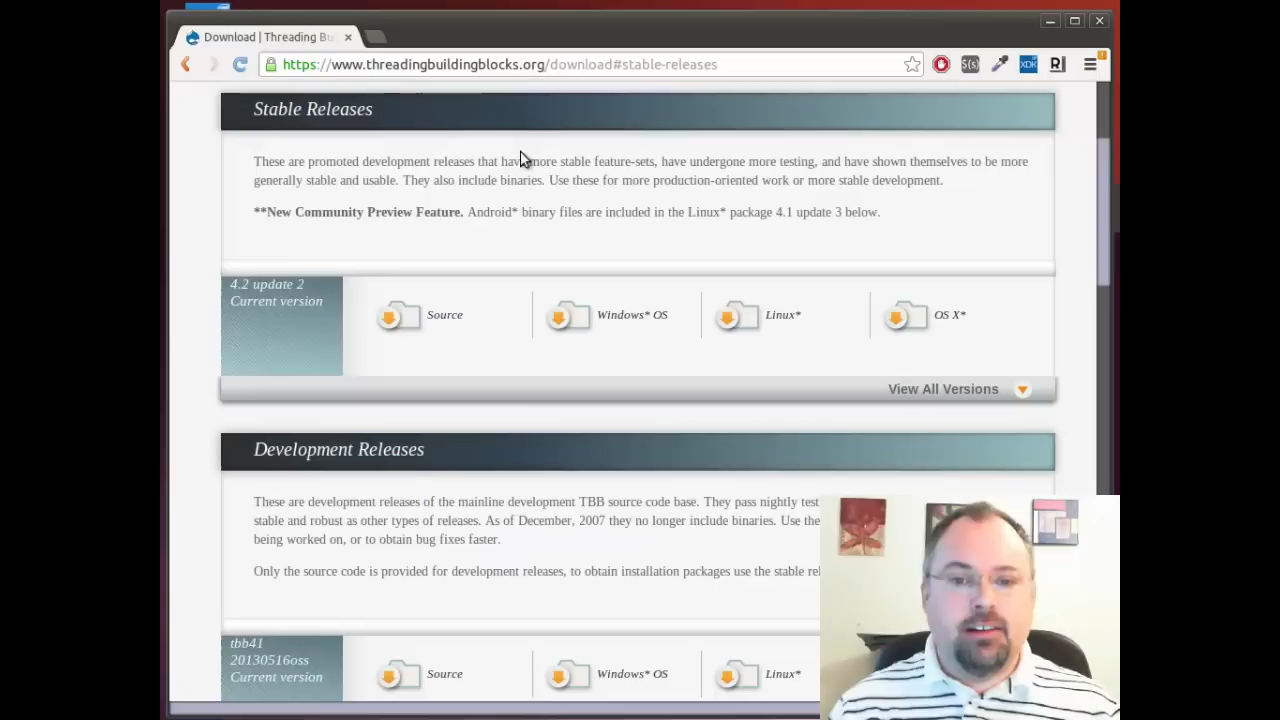 Download | Threading Bu
https://www.threadingbuildingblocks.org/download#stable-releases
S(s)
XDK
R
Stable Releases
These are promoted development releases that have more stable feature-sets, have undergone more testing, and have shown themselves to be more
generally stable and usable. They also include binaries. Use these for more production-oriented work or more stable development.
**New Community Preview Feature. Android* binary files are included in the Linux* package 4.1 update 3 below.
4.2 update 2
Current version
Source
Windows* OS
Linux*
OS X*
View All Versions
Development Releases
These are development releases of the mainline development TBB source code base. They pass nightly test
stable and robust as other types of releases. As of December, 2007 they no longer include binaries. Use the
being worked on, or to obtain bug fixes faster.
Only the source code is provided for development releases, to obtain installation packages use the stable rel
tbb41
20130516oss
Current version
Source
Windows* OS
Linux*